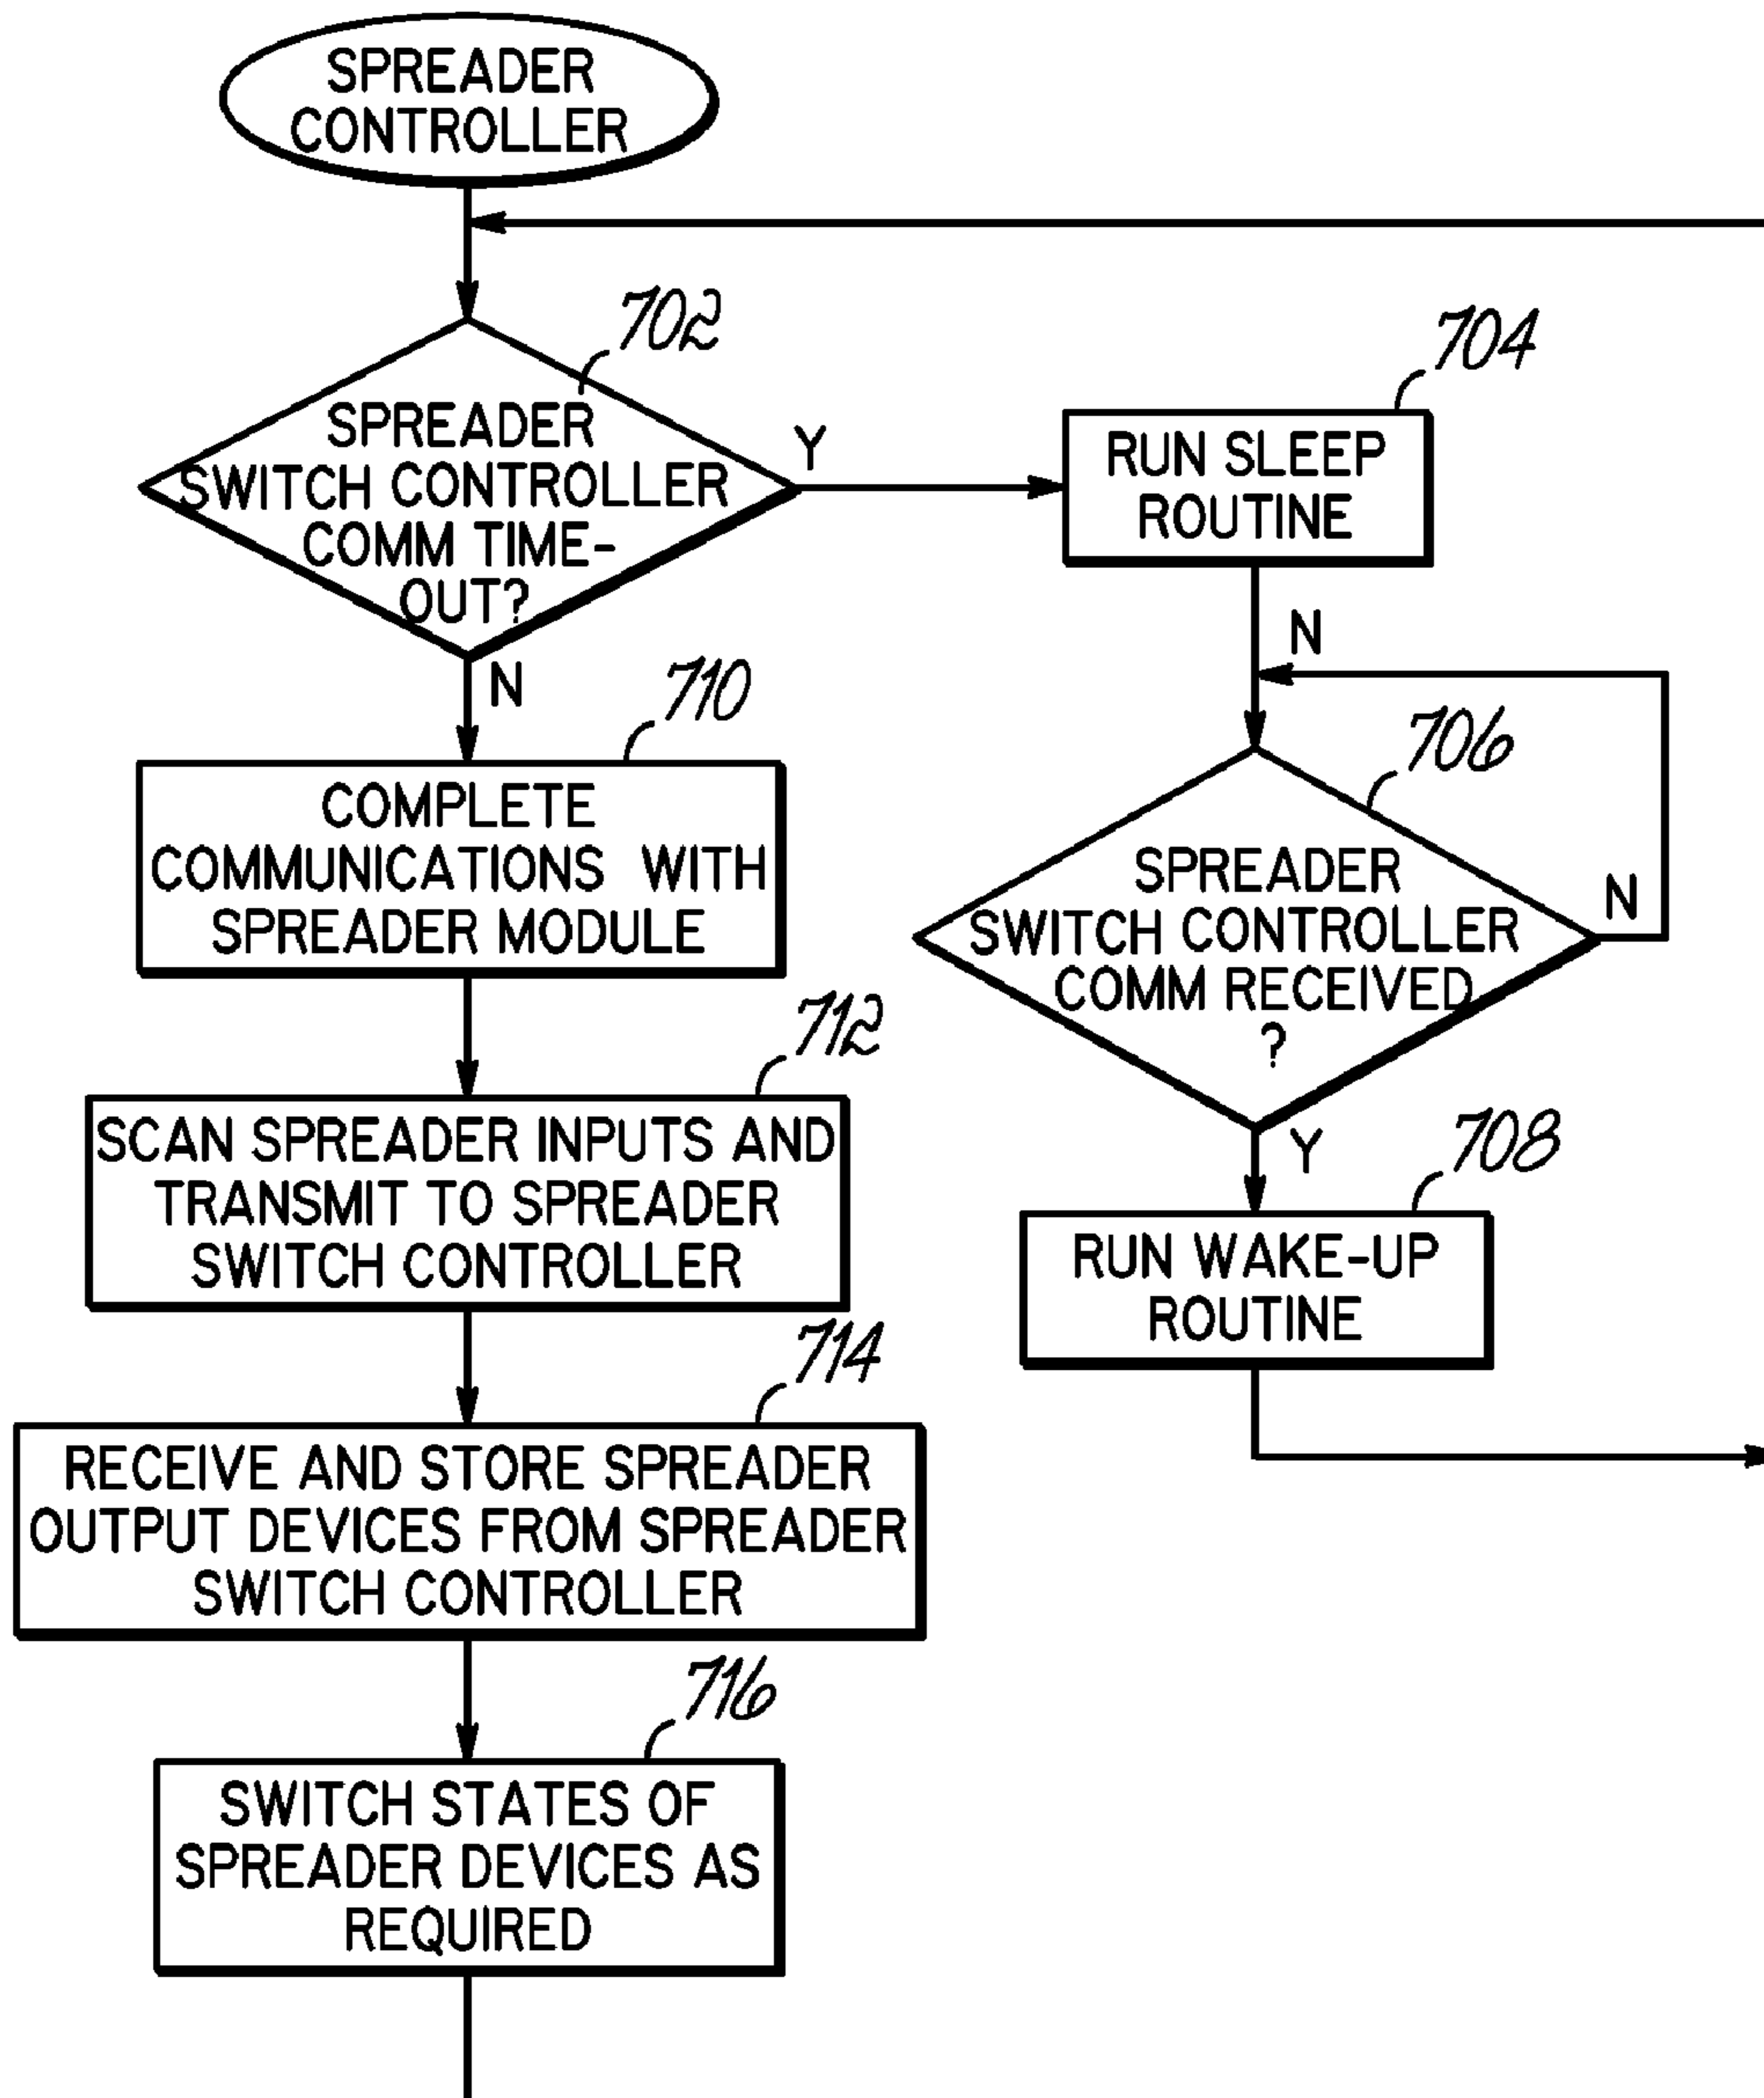 SPREADER
CONTROLLER
702
SPREADER
SWITCH CONTROLLER
COMM TIME-
OUT?
Y
N
704
RUN SLEEP
ROUTINE
N
706
SPREADER
SWITCH CONTROLLER
COMM RECEIVED
?
N
Y
708
RUN WAKE-UP
ROUTINE
710
COMPLETE
COMMUNICATIONS WITH
SPREADER MODULE
712
SCAN SPREADER INPUTS AND
TRANSMIT TO SPREADER
SWITCH CONTROLLER
714
RECEIVE AND STORE SPREADER
OUTPUT DEVICES FROM SPREADER
SWITCH CONTROLLER
716
SWITCH STATES OF
SPREADER DEVICES AS
REQUIRED